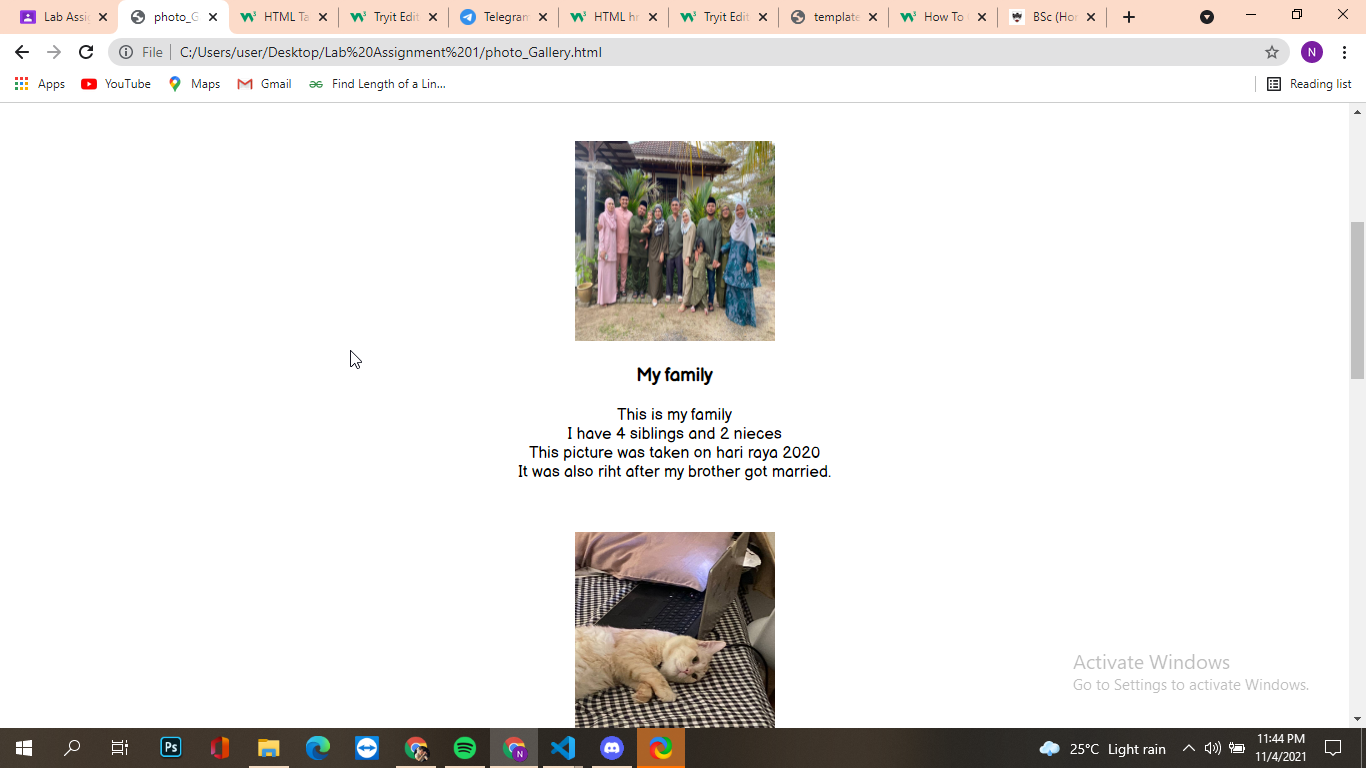 Lab Assi
photo_G
HTML Ta
Tryit Edit
Telegram
HTML hr
Tryit Edit
template
How To
BSc (Hor
N
File
C:/Users/user/Desktop/Lab%20Assignment%201/photo_Gallery.html
Apps
YouTube
Maps
Gmail
Find Length of a Lin...
Reading list
My family
This is my family
I have 4 siblings and 2 nieces
This picture was taken on hari raya 2020
It was also riht after my brother got married.
Activate Windows
Go to Settings to activate Windows.
Ps
N
25°C Light rain
11:44 PM
11/4/2021